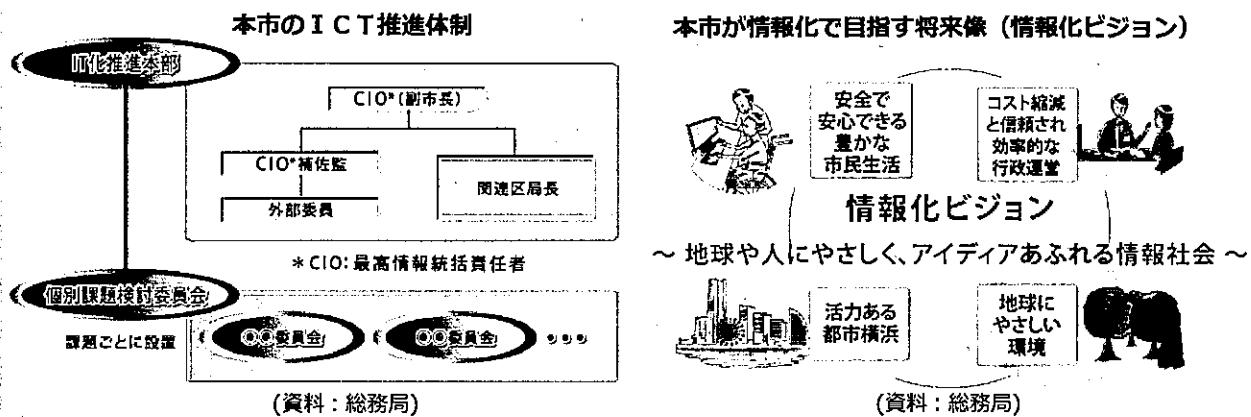 本市のＩＣＴ推進体制
IT化推進本部
CIO*(副市長)
CIO*補佐監
外部委員
関連区局長
*CIO:最高情報統括責任者
個別課題検討委員会
課題ごとに設置
●●委員会
●●委員会
●●●
(資料：総務局)
本市が情報化で目指す将来像（情報化ビジョン）
安全で
安心できる
豊かな
市民生活
コスト縮減
と信頼され
効率的な
行政運営
情報化ビジョン
～ 地球や人にやさしく、アイディアあふれる情報社会 ～
活力ある
都市横浜
地球に
やさしい
環境
(資料：総務局)